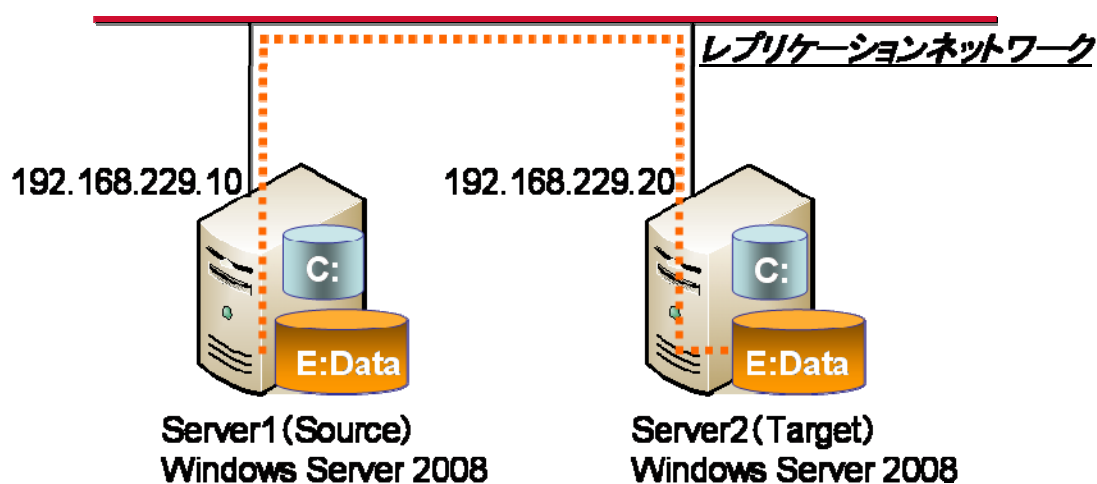 レプリケーションネットワーク
192.168.229.10
192.168.229.20
C:
C:
E:Data
E:Data
Server1(Source)
Windows Server 2008
Server2(Target)
Windows Server 2008